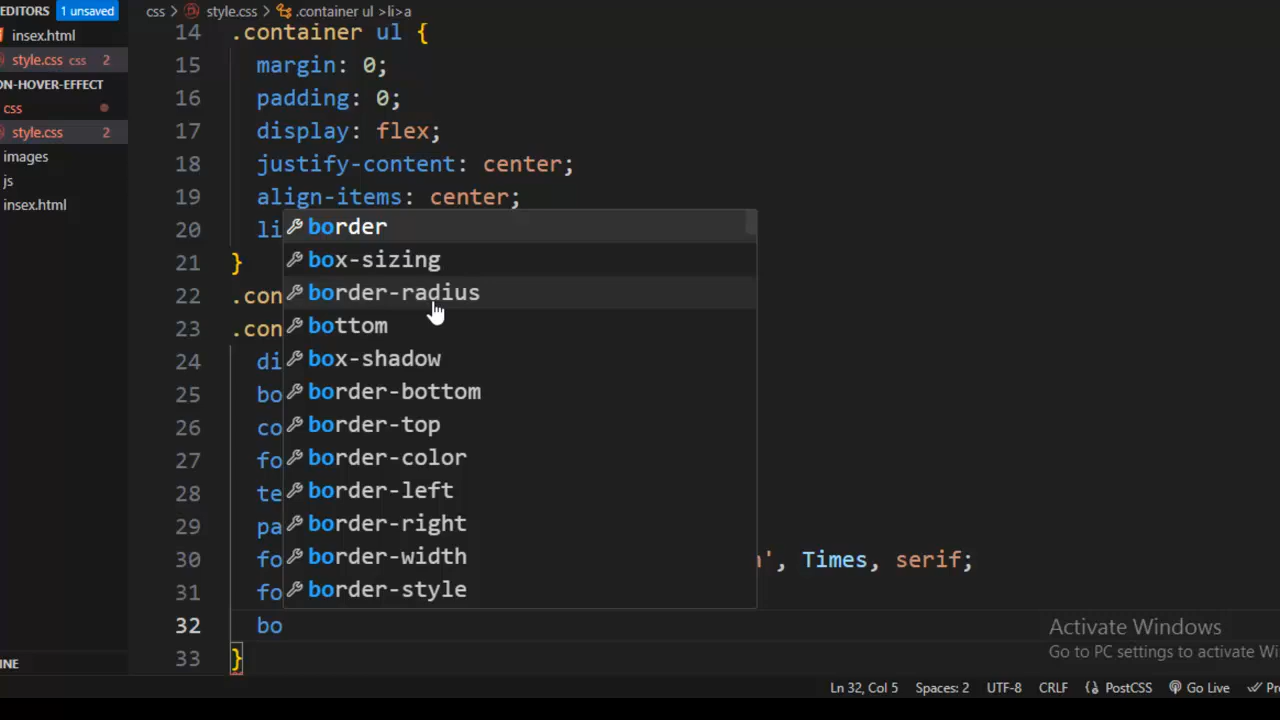 EDITORS 1 unsaved
insex.html
style.css css 2
ON-HOVER-EFFECT
css
style.css 2
images
js
insex.html
INE
css > style.css > .container ul >li>a
14 .container ul {
15 margin: 0;
16 padding: 0;
17 display: flex;
18 justify-content: center;
19 align-items: center;
20 li
21 }
22 .con
23 .con
24 di
25 bo
26 co
27 fo
28 te
29 pa
30 fo ', Times, serif;
31 fo
32 bo
33 }
border
box-sizing
border-radius
bottom
box-shadow
border-bottom
border-top
border-color
border-left
border-right
border-width
border-style
Activate Windows
Go to PC settings to activate Wi
Ln 32, Col 5 Spaces: 2 UTF-8 CRLF PostCSS Go Live Pr